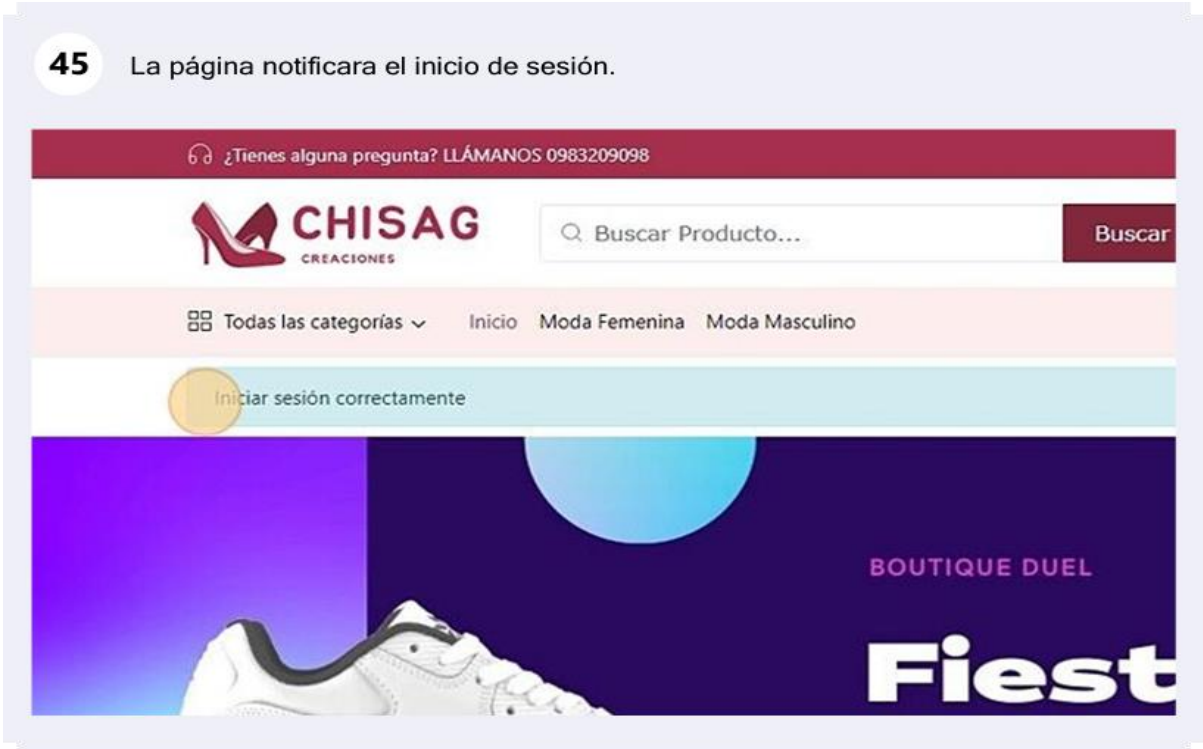 45 La página notificara el inicio de sesión.
¿Tienes alguna pregunta? LLÁMANOS 0983209098
CHISAG
CREACIONES
Buscar Producto...
Buscar
Todas las categorías
Inicio
Moda Femenina
Moda Masculino
Iniciar sesión correctamente
BOUTIQUE DUEL
Fiest